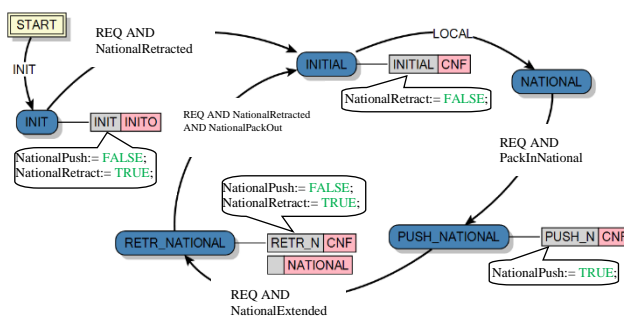 START
REQ AND
NationalRetracted
LOCAL
INIT
INITIAL
INITIAL CNF
NATIONAL
NationalRetract:= FALSE;
INIT
INIT INITO
REQ AND NationalRetracted
AND NationalPackOut
REQ AND
PackInNational
NationalPush:= FALSE;
NationalRetract:= TRUE;
NationalPush:= FALSE;
NationalRetract:= TRUE;
RETR_NATIONAL
RETR_N CNF
NATIONAL
PUSH_NATIONAL
PUSH_N CNF
NationalPush:= TRUE;
REQ AND
NationalExtended